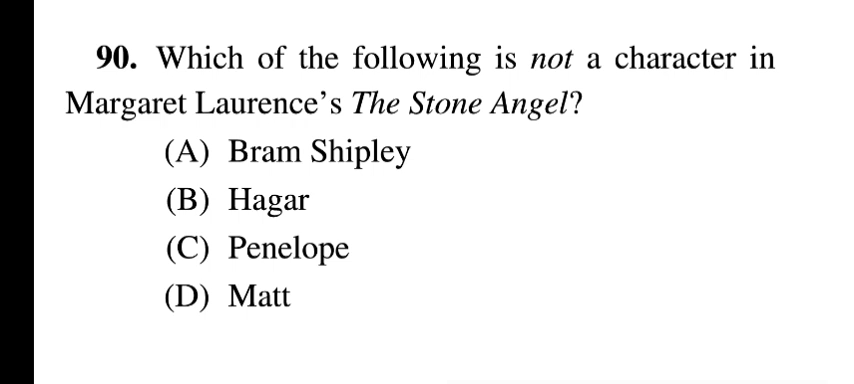 90. Which of the following is not a character in
Margaret Laurence's The Stone Angel?
(A) Bram Shipley
(B) Hagar
(C) Penelope
(D) Matt